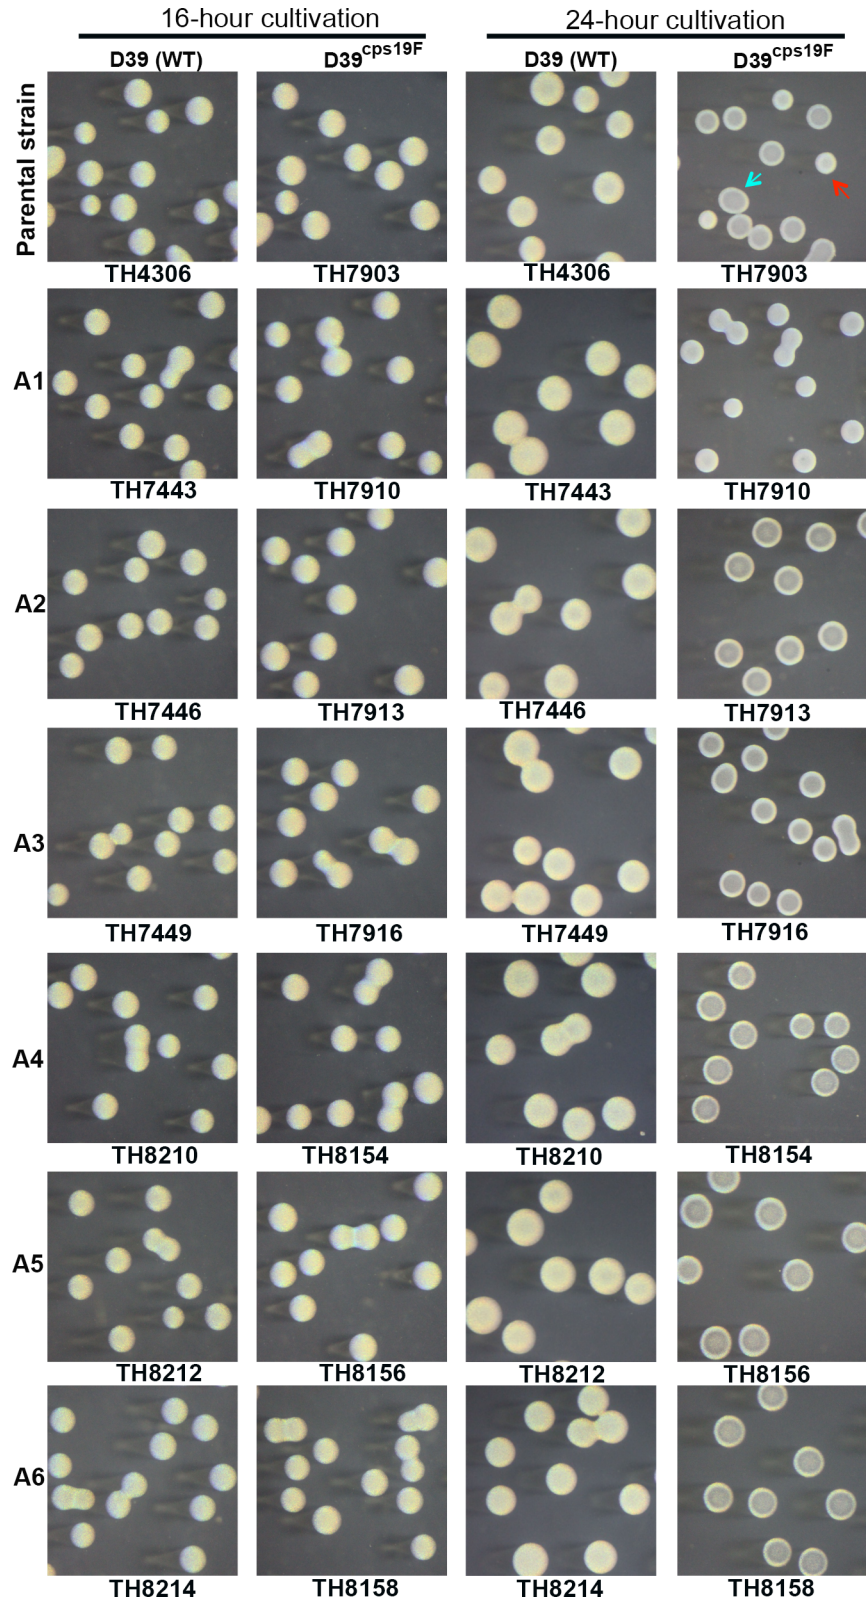 16-hour cultivation 24-hour cultivation
D39 (WT) D39cps19F D39 (WT) D39cps19F
Parental strain
TH4306 TH7903 TH4306 TH7903
A1
TH7443 TH7910 TH7443 TH7910
A2
TH7446 TH7913 TH7446 TH7913
A3
TH7449 TH7916 TH7449 TH7916
A4
TH8210 TH8154 TH8210 TH8154
A5
TH8212 TH8156 TH8212 TH8156
A6
TH8214 TH8158 TH8214 TH8158